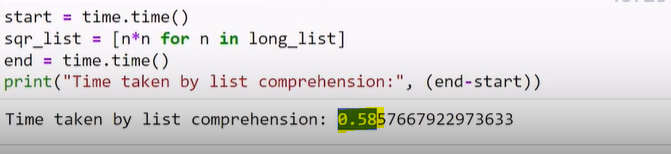 start = time.time()
sqr_list = [n*n for n in long_list]
end = time.time()
print("Time taken by list comprehension:", (end-start))
Time taken by list comprehension: 0.5857667922973633